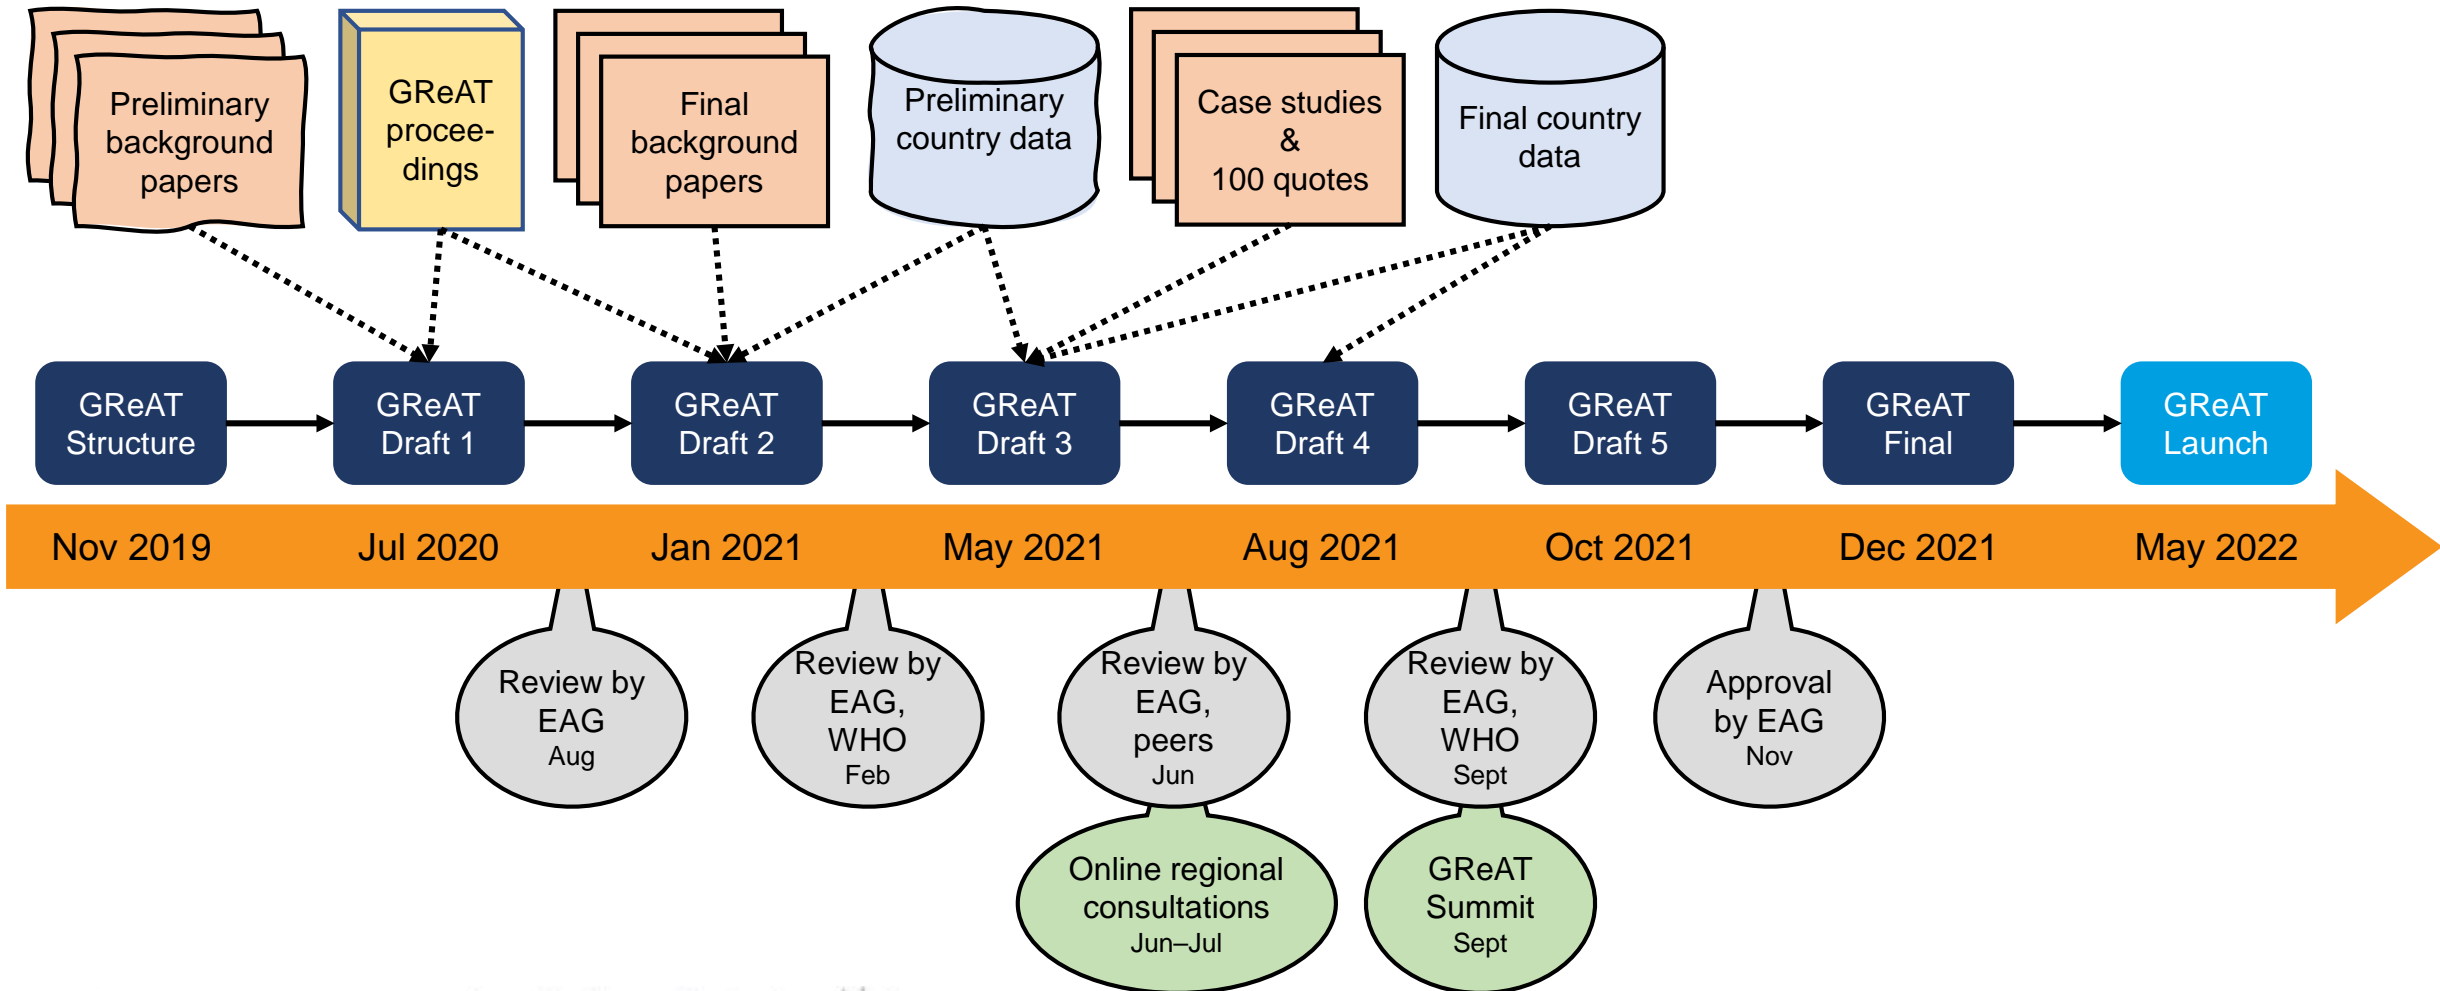 Preliminary
background
papers
GReAT
procee-
dings
Final
background
papers
Preliminary
country data
Case studies
&
100 quotes
Final country
data
GReAT
Structure
GReAT
Draft 1
GReAT
Draft 2
GReAT
Draft 3
GReAT
Draft 4
GReAT
Draft 5
GReAT
Final
GReAT
Launch
Nov 2019
Jul 2020
Jan 2021
May 2021
Aug 2021
Oct 2021
Dec 2021
May 2022
Review by
EAG
Aug
Review by
EAG,
WHO
Feb
Review by
EAG,
peers
Jun
Review by
EAG,
WHO
Sept
Approval
by EAG
Nov
Online regional
consultations
Jun–Jul
GReAT
Summit
Sept